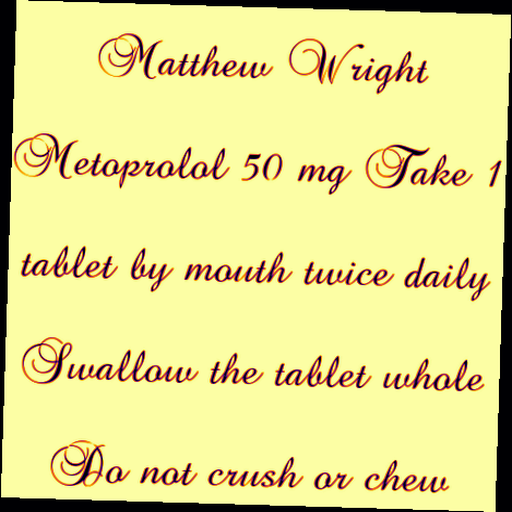 Matthew Wright
Metoprolol 50 mg Take 1
tablet by mouth twice daily
Swallow the tablet whole
Do not crush or chew